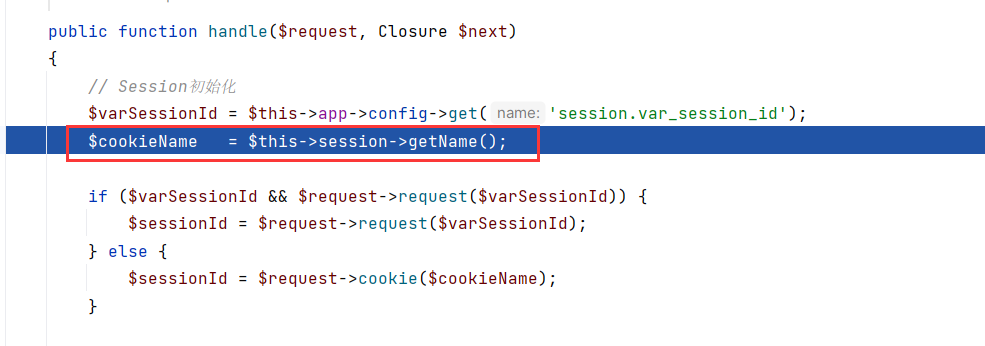 public function handle($request, Closure $next)
{
// Session初始化
$varSessionId = $this->app->config->get( name: 'session.var_session_id');
$cookieName   = $this->session->getName();
if ($varSessionId && $request->request($varSessionId)) {
$sessionId = $request->request($varSessionId);
} else {
$sessionId = $request->cookie($cookieName);
}